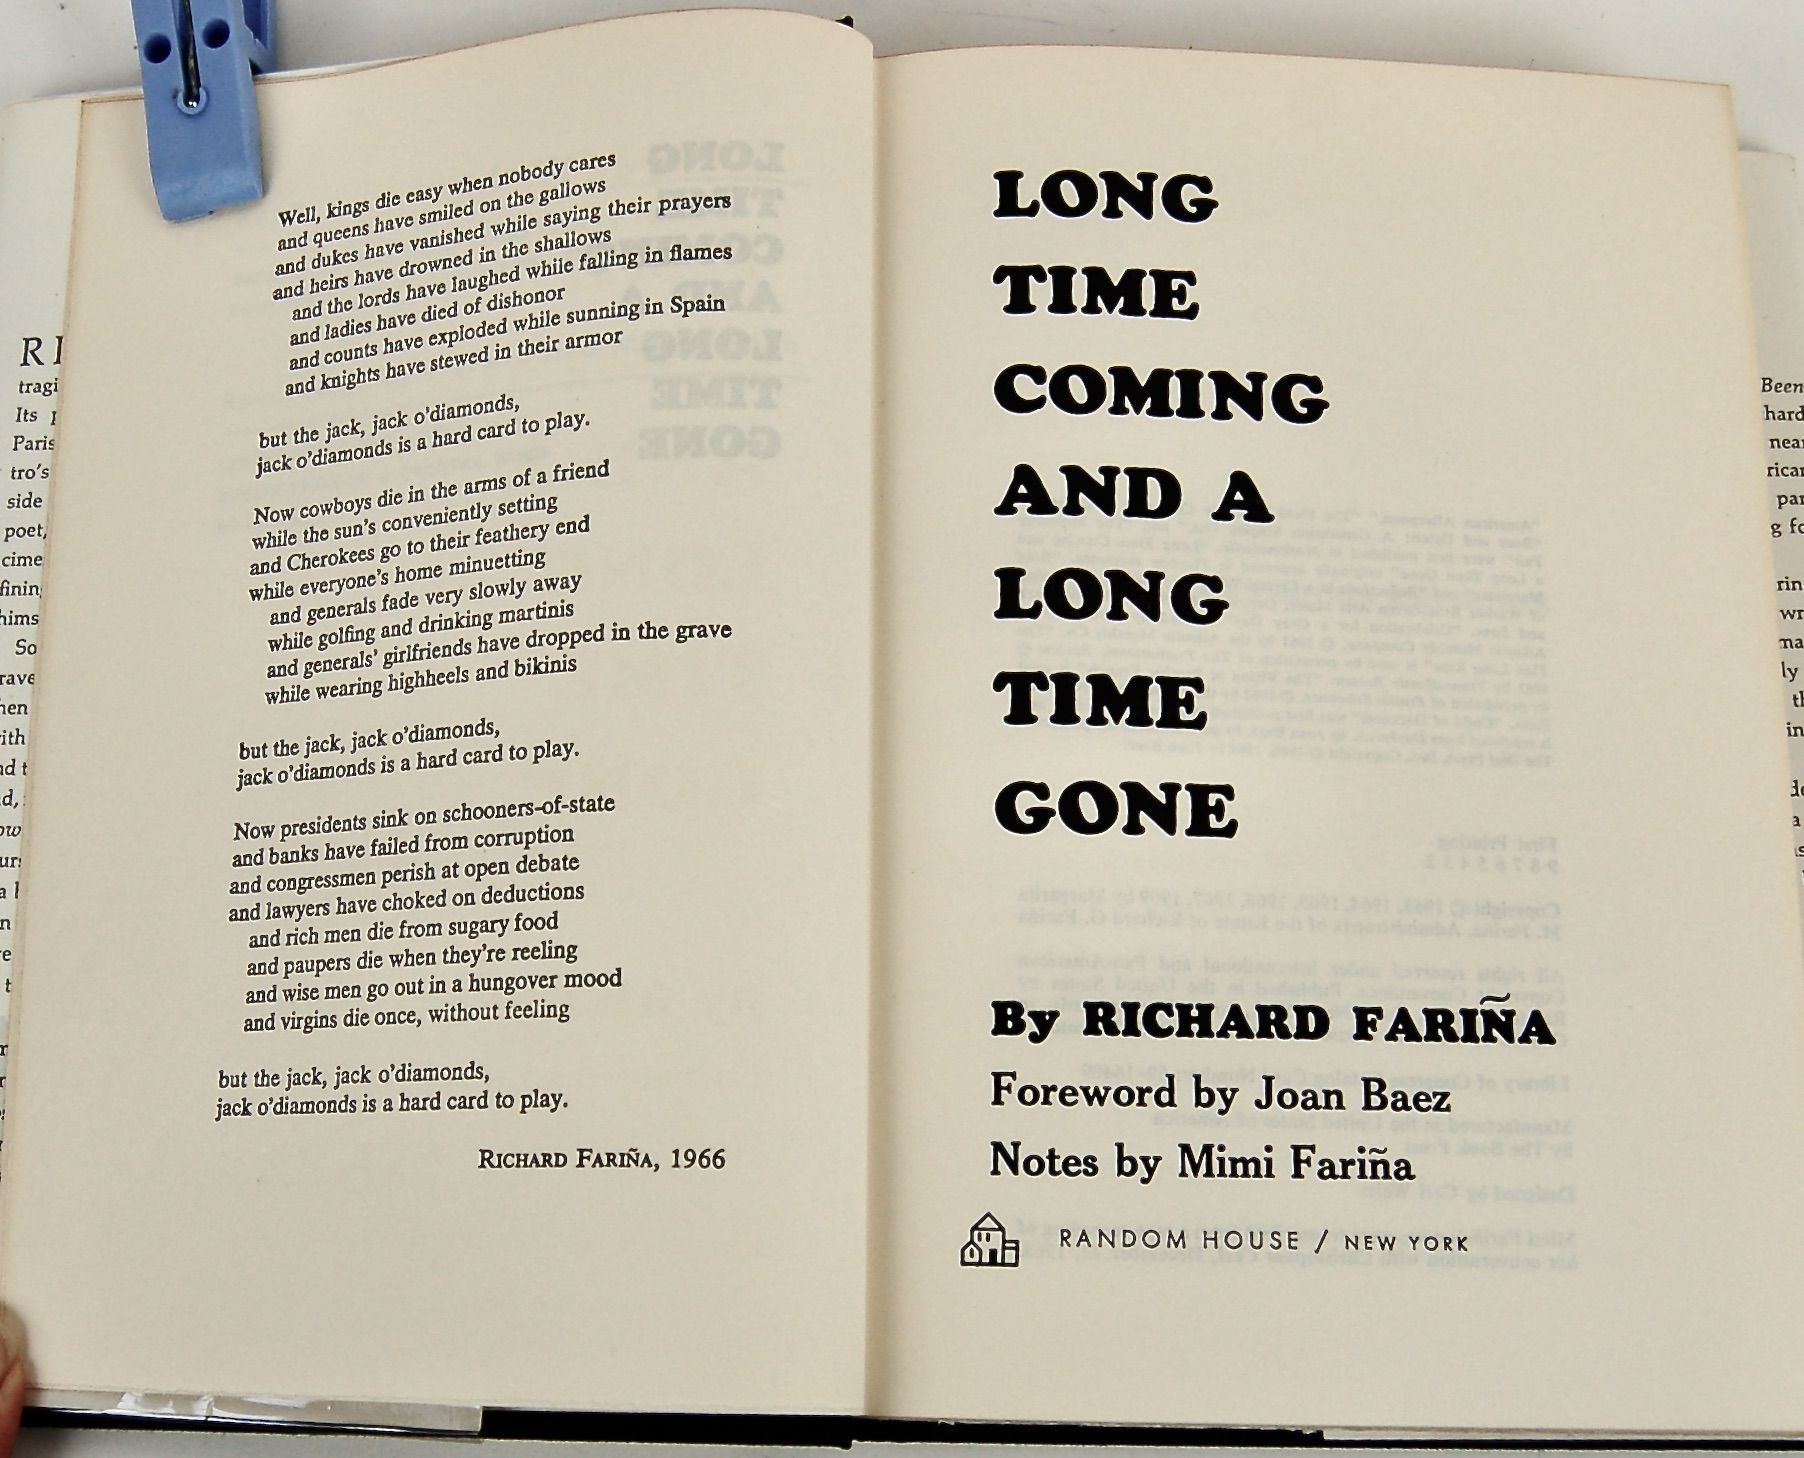 Well, kings die easy when nobody cares
and queens have smiled on the gallows
and dukes have vanished while saying their prayers
and heirs have drowned in the shallows
and the lords have laughed while falling in flames
and ladies have died of dishonor
and counts have exploded while sunning in Spain
and knights have stewed in their armor
but the jack, jack o'diamonds,
jack o'diamonds is a hard card to play.
Now cowboys die in the arms of a friend
while the sun's conveniently setting
and Cherokees go to their feathery end
while everyone's home minuetting
and generals fade very slowly away
while golfing and drinking martinis
and generals' girlfriends have dropped in the grave
while wearing highheels and bikinis
but the jack, jack o'diamonds,
jack o'diamonds is a hard card to play.
Now presidents sink on schooners-of-state
and banks have failed from corruption
and congressmen perish at open debate
and lawyers have choked on deductions
and rich men die from sugary food
and paupers die when they're reeling
and wise men go out in a hungover mood
and virgins die once, without feeling
but the jack, jack o'diamonds,
jack o'diamonds is a hard card to play.
RICHARD FARIÑA, 1966
LONG
TIME
COMING
AND A
LONG
TIME
GONE
By RICHARD FARIÑA
Foreword by Joan Baez
Notes by Mimi Fariña
RANDOM HOUSE / NEW YORK